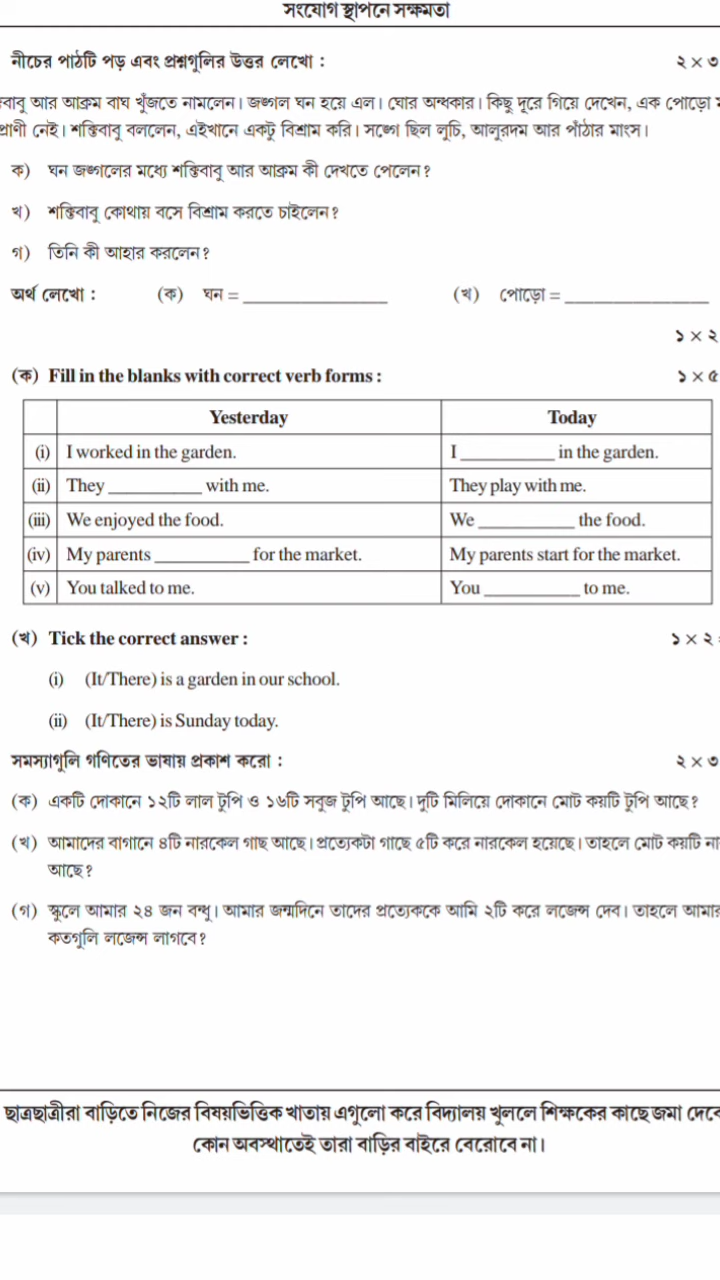 সংযোগ স্থাপনে সক্ষমতা
নীচের পাঠটি পড় এবং প্রশ্নগুলির উত্তর লেখো : ২ × ৩
আর আক্রম বাঘ খুঁজতে নামলেন। জঙ্গল ঘন হয়ে এল। ঘোর অন্ধকার। কিছু দূরে গিয়ে দেখেন, এক পোড়ো
নেই। শক্তিবাবু বললেন, এইখানে একটু বিশ্রাম করি। সঙ্গে ছিল লুচি, আলুরদম আর পাঁঠার মাংস।
ক) ঘন জঙ্গলের মধ্যে শক্তিবাবু আর আক্রম কী দেখতে পেলেন?
খ) শক্তিবাবু কোথায় বসে বিশ্রাম করতে চাইলেন?
গ) তিনি কী আহার করলেন?
অর্থ লেখো : (ক) ঘন = ______________ (খ) পোড়ো = ______________
১ × ২
(ক) Fill in the blanks with correct verb forms : ১ × ৫
Yesterday Today
(i) I worked in the garden. I __________ in the garden.
(ii) They __________ with me. They play with me.
(iii) We enjoyed the food. We __________ the food.
(iv) My parents __________ for the market. My parents start for the market.
(v) You talked to me. You __________ to me.
(খ) Tick the correct answer : ১ × ২
(i) (It/There) is a garden in our school.
(ii) (It/There) is Sunday today.
সমস্যাগুলি গণিতের ভাষায় প্রকাশ করো : ২ × ৩
(ক) একটি দোকানে ১২টি লাল টুপি ও ১৬টি সবুজ টুপি আছে। দুটি মিলিয়ে দোকানে মোট কয়টি টুপি আছে?
(খ) আমাদের বাগানে ৪টি নারকেল গাছ আছে। প্রত্যেকটা গাছে ৫টি করে নারকেল হয়েছে। তাহলে মোট কয়টি
আছে?
(গ) স্কুলে আমার ২৪ জন বন্ধু। আমার জন্মদিনে তাদের প্রত্যেককে আমি ২টি করে লজেন্স দেব। তাহলে আমার
কতগুলি লজেন্স লাগবে?
ছাত্রছাত্রীরা বাড়িতে নিজের বিষয়ভিত্তিক খাতায় এগুলো করে বিদ্যালয় খুললে শিক্ষকের কাছে জমা দেবে
কোন অবস্থাতেই তারা বাড়ির বাইরে বেরোবে না।